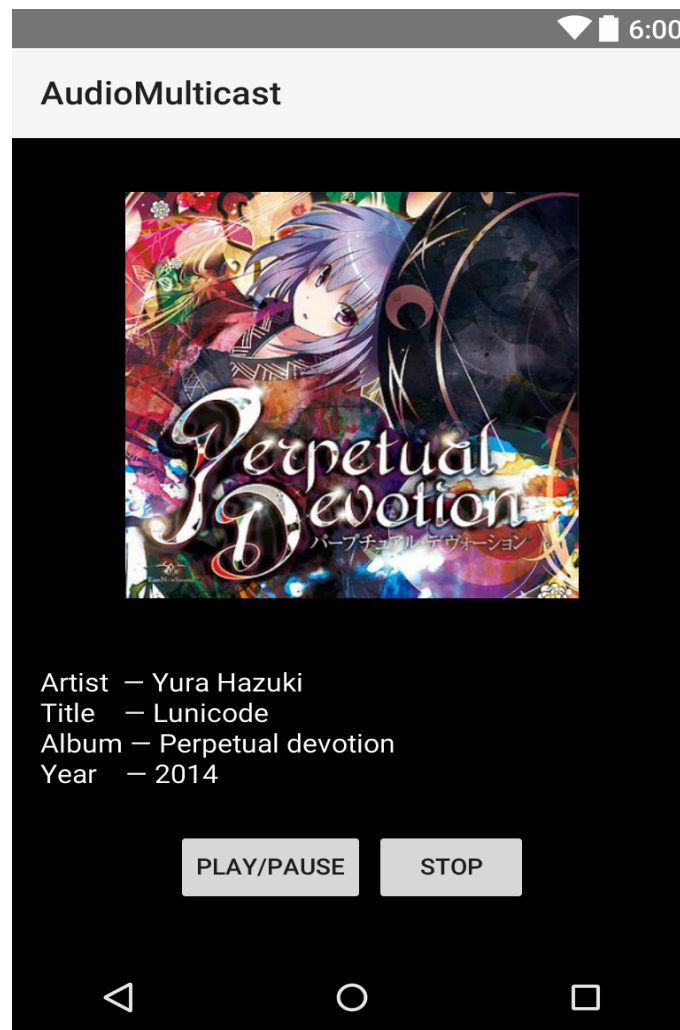 6:00
AudioMulticast
Perpetual
Devotion
パープチュアル・デヴォーション
EastNewSound
Artist — Yura Hazuki
Title — Lunicode
Album — Perpetual devotion
Year — 2014
PLAY/PAUSE STOP